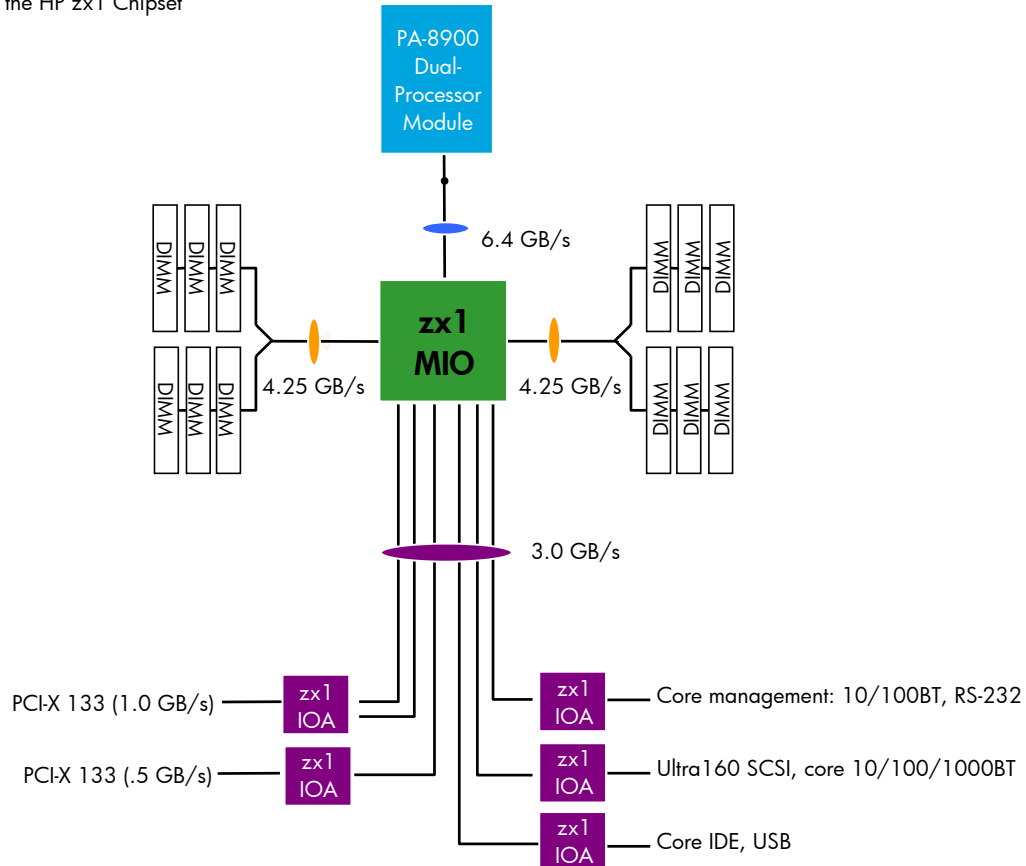 the HP zx1 Chipset
PA-8900
Dual-
Processor
Module
6.4 GB/s
DIMM
DIMM
DIMM
DIMM
DIMM
DIMM
zx1
MIO
DIMM
DIMM
DIMM
DIMM
DIMM
DIMM
4.25 GB/s
4.25 GB/s
3.0 GB/s
PCI-X 133 (1.0 GB/s)
zx1
IOA
zx1
IOA
Core management: 10/100BT, RS-232
PCI-X 133 (.5 GB/s)
zx1
IOA
zx1
IOA
Ultra160 SCSI, core 10/100/1000BT
zx1
IOA
Core IDE, USB